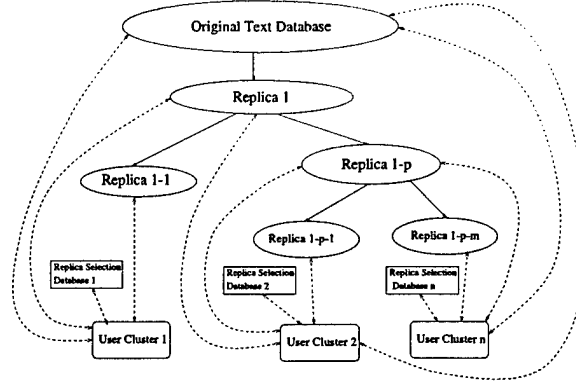 Original Text Database
Replica 1
Replica 1-p
Replica 1-1
Replica 1-p-1
Replica 1-p-m
Replica Selection
Database 1
Replica Selection
Database 2
Replica Selection
Database n
User Cluster 1
User Cluster 2
User Cluster n